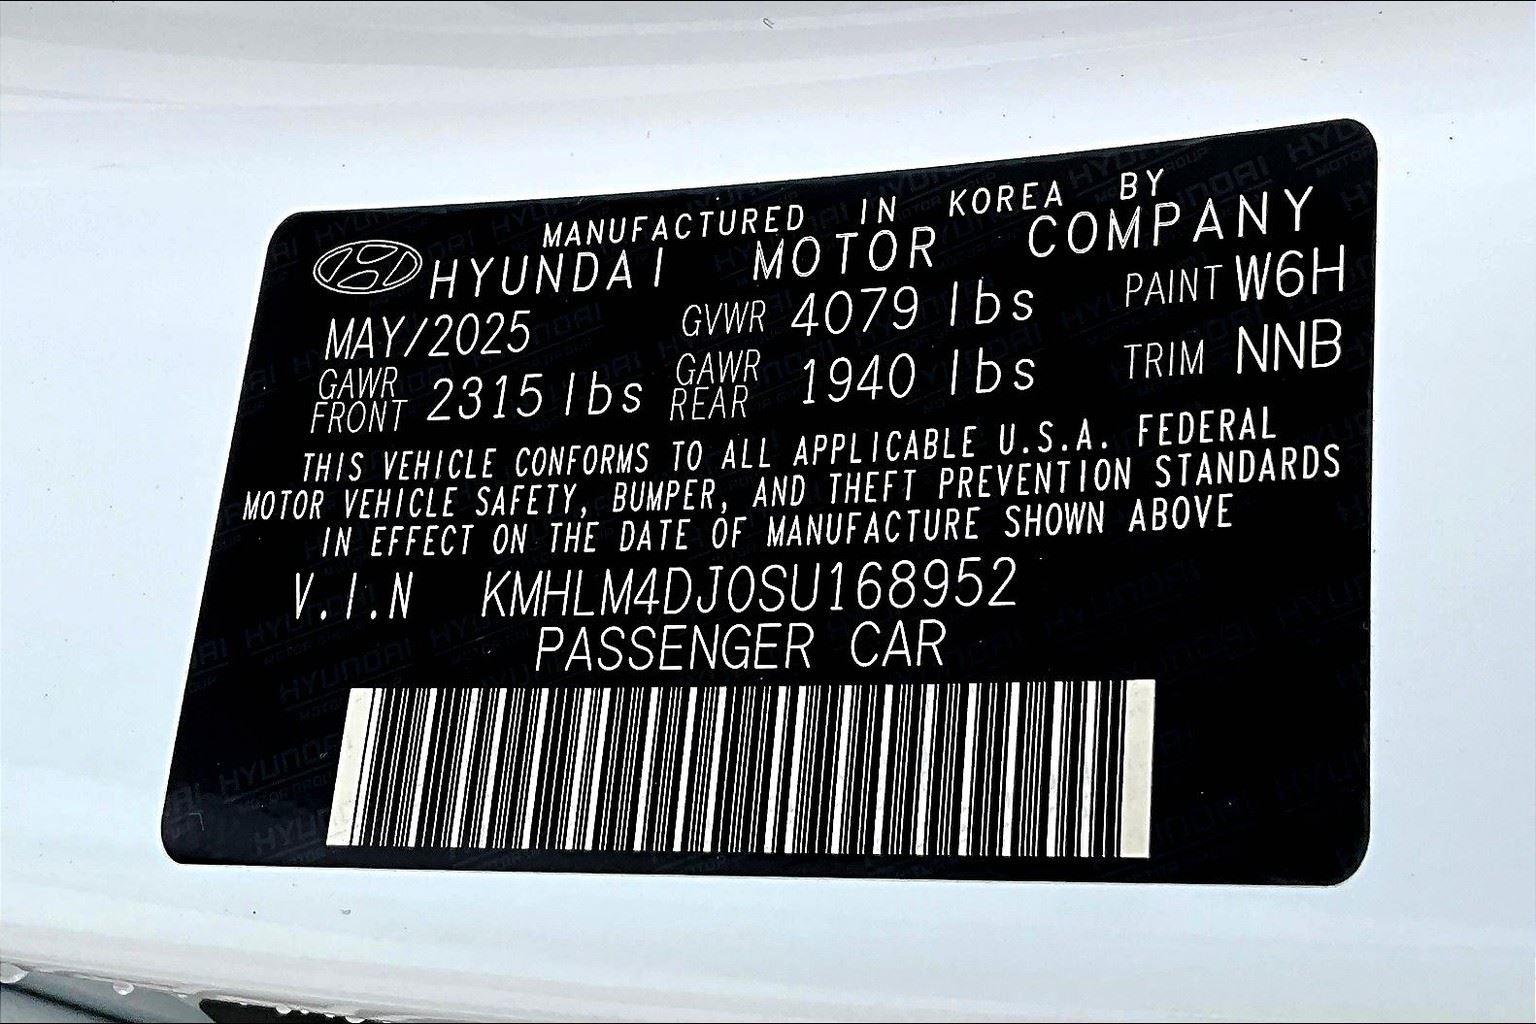 MANUFACTURED IN KOREA BY
HYUNDAI MOTOR COMPANY
MAY/2025 GVWR 4079 lbs PAINT W6H
GAWR FRONT 2315 lbs GAWR REAR 1940 lbs TRIM NNB
THIS VEHICLE CONFORMS TO ALL APPLICABLE U.S.A. FEDERAL
MOTOR VEHICLE SAFETY, BUMPER, AND THEFT PREVENTION STANDARDS
IN EFFECT ON THE DATE OF MANUFACTURE SHOWN ABOVE
V.I.N KMHLM4DJ0SU168952
PASSENGER CAR